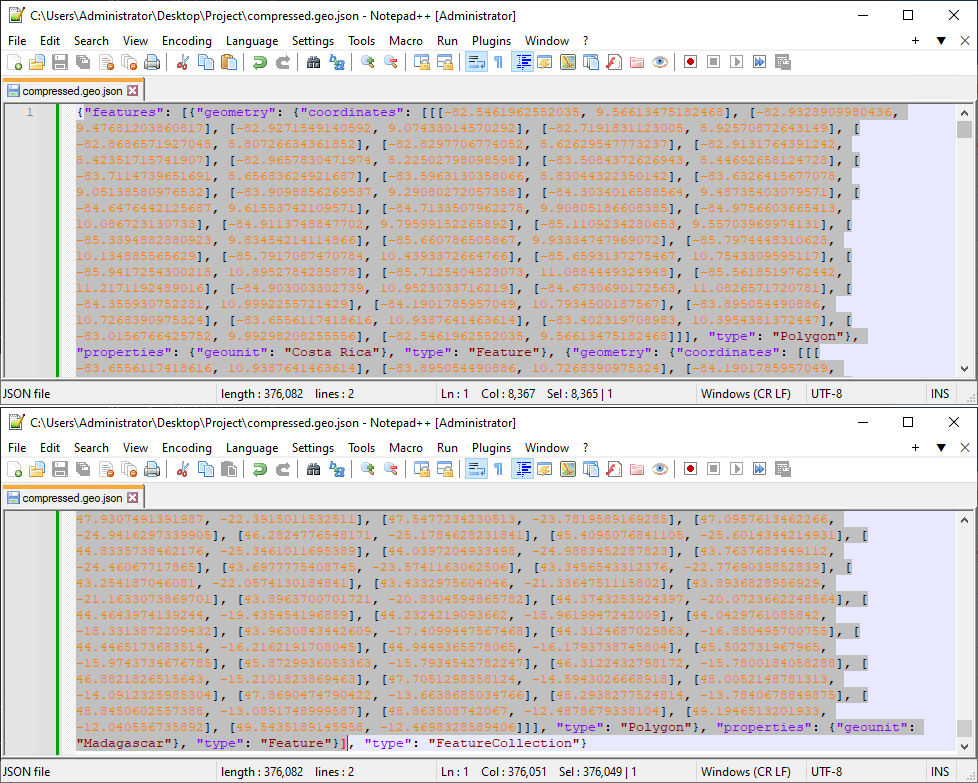 C:\Users\Administrator\Desktop\Project\compressed.geo.json - Notepad++ [Administrator]
File Edit Search View Encoding Language Settings Tools Macro Run Plugins Window ? + ▼ X
compressed.geo.json
1 {"features": [{"geometry": {"coordinates": [[[-82.5461962552035, 9.56613475182468], [-82.9328909980436,
9.47681203860817], [-82.9271549140592, 9.07433014570292], [-82.7191831123005, 8.92570872643149], [
-82.8686571927048, 8.80726634361852], [-82.8297706774052, 8.62629547773237], [-82.9131764391242,
8.42351715741907], [-82.9657830471974, 8.22502798098598], [-83.5084372626943, 8.44692658124728], [
-83.7114739651691, 8.65683624921687], [-83.5963130358066, 8.83044322350142], [-83.6326415677078,
9.05138580976532], [-83.9098856269537, 9.29080272057358], [-84.3034016588564, 9.48735403079571], [
-84.6476442125687, 9.61553742109571], [-84.7133507962278, 9.90805186608385], [-84.9756603665413,
10.086723130733], [-84.9113748847702, 9.79599152265892], [-85.1109234280653, 9.55703969974131], [
-85.3394882880923, 9.83454214114866], [-85.660786505867, 9.93334747969072], [-85.7974448310628,
10.134885565629], [-85.7917087470784, 10.4393372664766], [-85.6593137275467, 10.7543309595117], [
-85.9417254300218, 10.8952784285878], [-85.7125404528073, 11.0884449324948], [-85.5618519762442,
11.2171192489016], [-84.903003302739, 10.9523033716219], [-84.6730690172563, 11.0826571720781], [
-84.355930752281, 10.9992255721429], [-84.1901785957049, 10.7934500187567], [-83.895054490886,
10.7268390975324], [-83.6556117418616, 10.9387641463614], [-83.402319708983, 10.3954381372447], [
-83.0156766425752, 9.99298208255556], [-82.5461962552035, 9.56613475182468]]], "type": "Polygon"},
"properties": {"geounit": "Costa Rica"}, "type": "Feature"}, {"geometry": {"coordinates": [[[
-83.6556117418616, 10.9387641463614], [-83.895054490886, 10.7268390975324], [-84.1901785957049,
JSON file length : 376,082 lines : 2 Ln : 1 Col : 8,367 Sel : 8,365 | 1 Windows (CR LF) UTF-8 INS
C:\Users\Administrator\Desktop\Project\compressed.geo.json - Notepad++ [Administrator]
File Edit Search View Encoding Language Settings Tools Macro Run Plugins Window ? + ▼ X
compressed.geo.json
47.9307491391987, -22.3915011532511], [47.5477234230513, -23.7819589169285], [47.0957613462266,
-24.9416297339905], [46.2824776548171, -25.1784628231841], [45.4095076841105, -25.6014344214931], [
44.8335738462176, -25.3461011695389], [44.0397204933498, -24.9883452287823], [43.7637683449112,
-24.46067717865], [43.6977775408745, -23.5741163062506], [43.3456543312376, -22.7769039852839], [
43.254187046081, -22.0574130184841], [43.4332975604046, -21.3364751115802], [43.8936828956929,
-21.1633073869701], [43.8963700701721, -20.8304594865782], [44.3743253924397, -20.0723662248564], [
44.4643974139244, -19.435454196859], [44.2324219093662, -18.9619947242009], [44.0429761085842,
-18.3313872209432], [43.9630843442609, -17.4099447567468], [44.3124687029863, -16.850495700755], [
44.4465173683514, -16.2162191708045], [44.9449365578065, -16.1793738745804], [45.502731967965,
-15.9743734676785], [45.8729936053363, -15.7934542782247], [46.3122432798172, -15.7800184058288], [
46.8821826515643, -15.2101823869463], [47.7051298358124, -14.5943026668918], [48.0052148781313,
-14.0912325985304], [47.8690474790422, -13.6638685034766], [48.2938277524814, -13.7840678849875], [
48.8450602557388, -13.0891748999587], [48.863508742067, -12.4878679338104], [49.1946513201933,
-12.040556735892], [49.5435189145958, -12.4698328589406]]], "type": "Polygon"}, "properties": {"geounit":
"Madagascar"}, "type": "Feature"}], "type": "FeatureCollection"}
JSON file length : 376,082 lines : 2 Ln : 1 Col : 376,051 Sel : 376,049 | 1 Windows (CR LF) UTF-8 INS